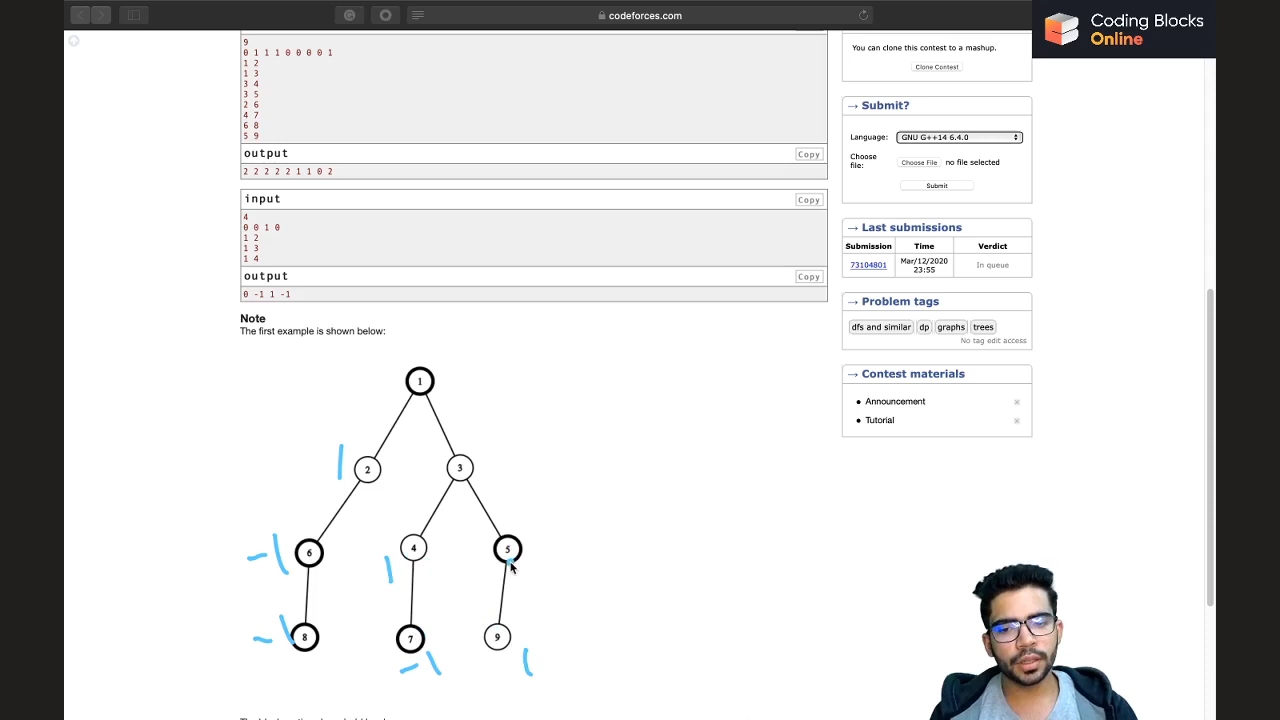 codeforces.com
Coding Blocks
Online
9
0 1 1 1 0 0 0 0 1
1 2
1 3
3 4
3 5
2 6
4 7
6 8
5 9
output
Copy
2 2 2 2 2 1 1 0 2
input
Copy
4
0 0 1 0
1 2
1 3
1 4
output
Copy
0 -1 1 -1
Note
The first example is shown below:
1
1
2
3
-1
6
1
4
5
-1
8
7
-1
9
1
You can clone this contest to a mashup.
Clone Contest
→ Submit?
Language:
GNU G++14 6.4.0
Choose
file:
Choose File
no file selected
Submit
→ Last submissions
Submission
Time
Verdict
73104801
Mar/12/2020
23:55
In queue
→ Problem tags
dfs and similar
dp
graphs
trees
No tag edit access
→ Contest materials
Announcement
Tutorial